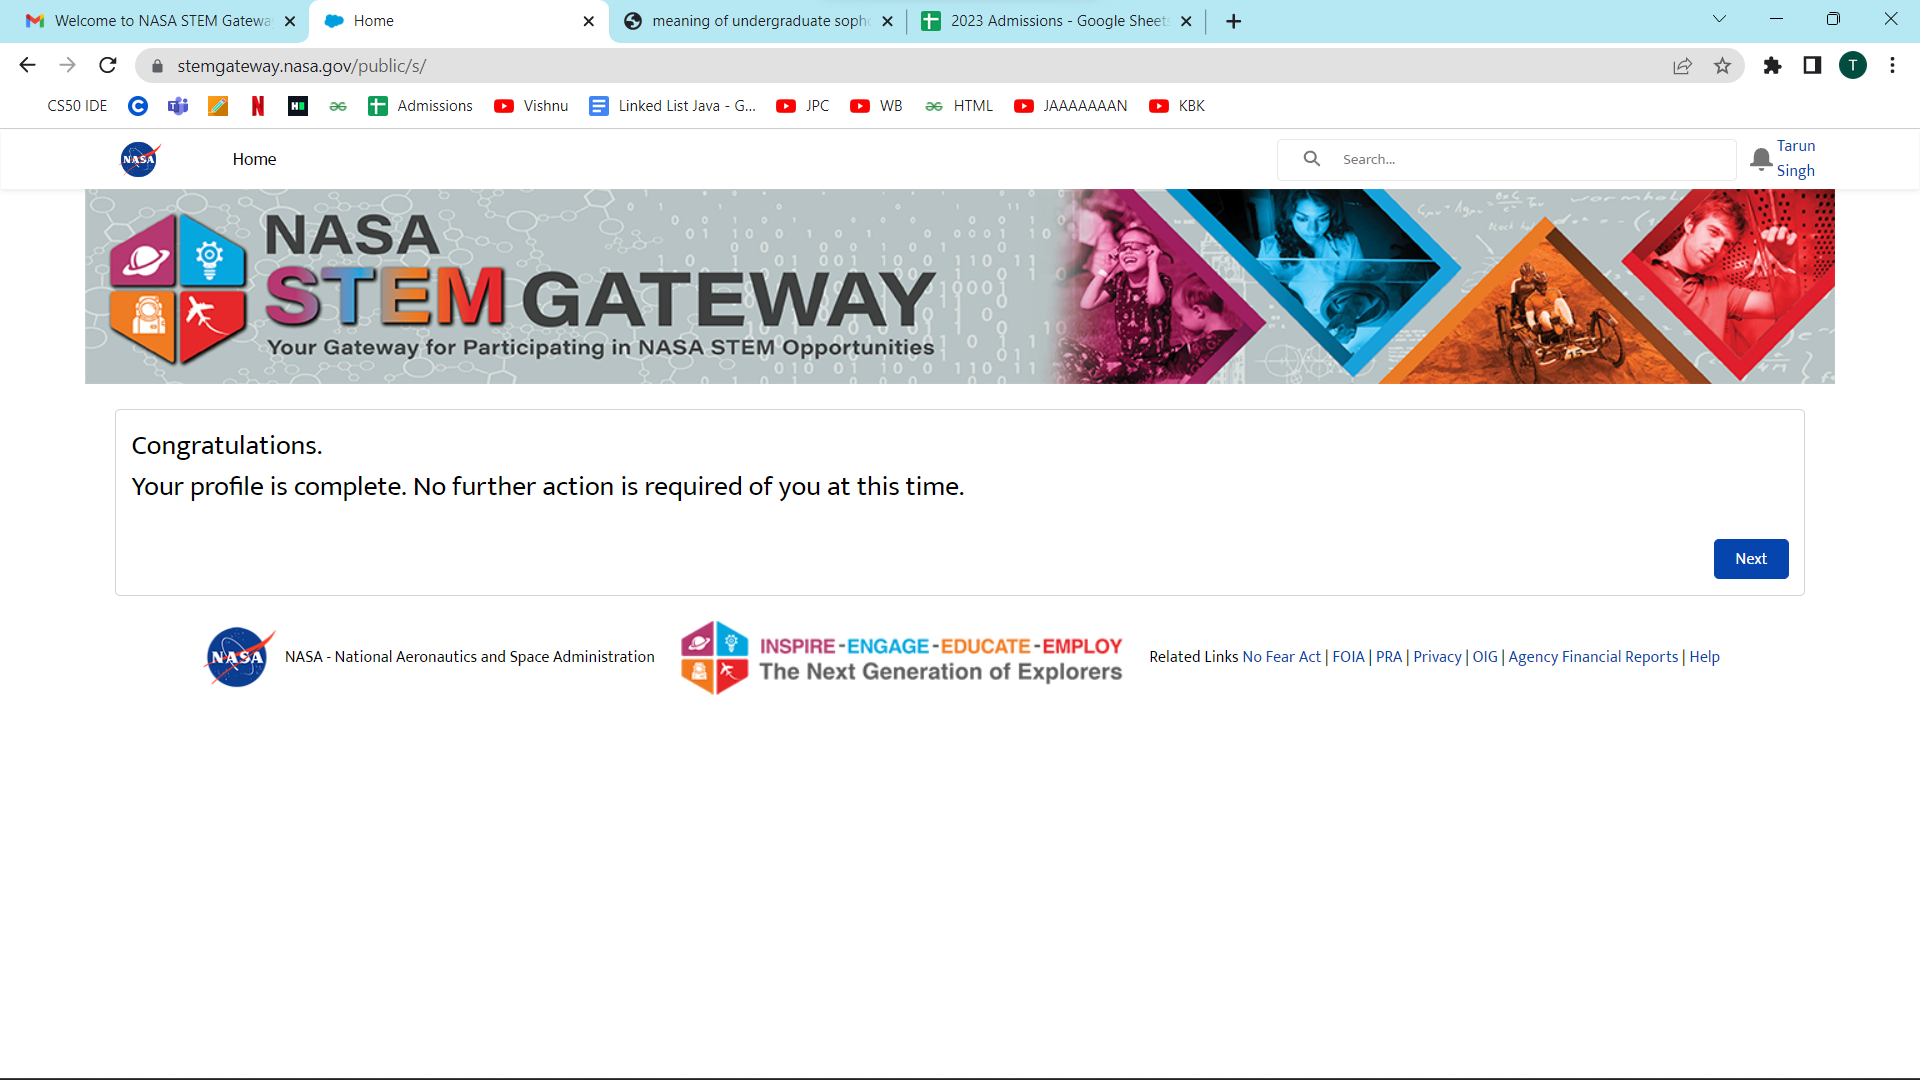 Welcome to NASA STEM Gatewa
Home
meaning of undergraduate soph
2023 Admissions - Google Sheets
stemgateway.nasa.gov/public/s/
T
CS50 IDE
Admissions
Vishnu
Linked List Java - G...
JPC
WB
HTML
JAAAAAAAN
KBK
NASA
Home
Search...
Tarun
Singh
NASA
STEM GATEWAY
Your Gateway for Participating in NASA STEM Opportunities
Congratulations.
Your profile is complete. No further action is required of you at this time.
Next
NASA
NASA - National Aeronautics and Space Administration
INSPIRE - ENGAGE - EDUCATE - EMPLOY
The Next Generation of Explorers
Related Links No Fear Act | FOIA | PRA | Privacy | OIG | Agency Financial Reports | Help